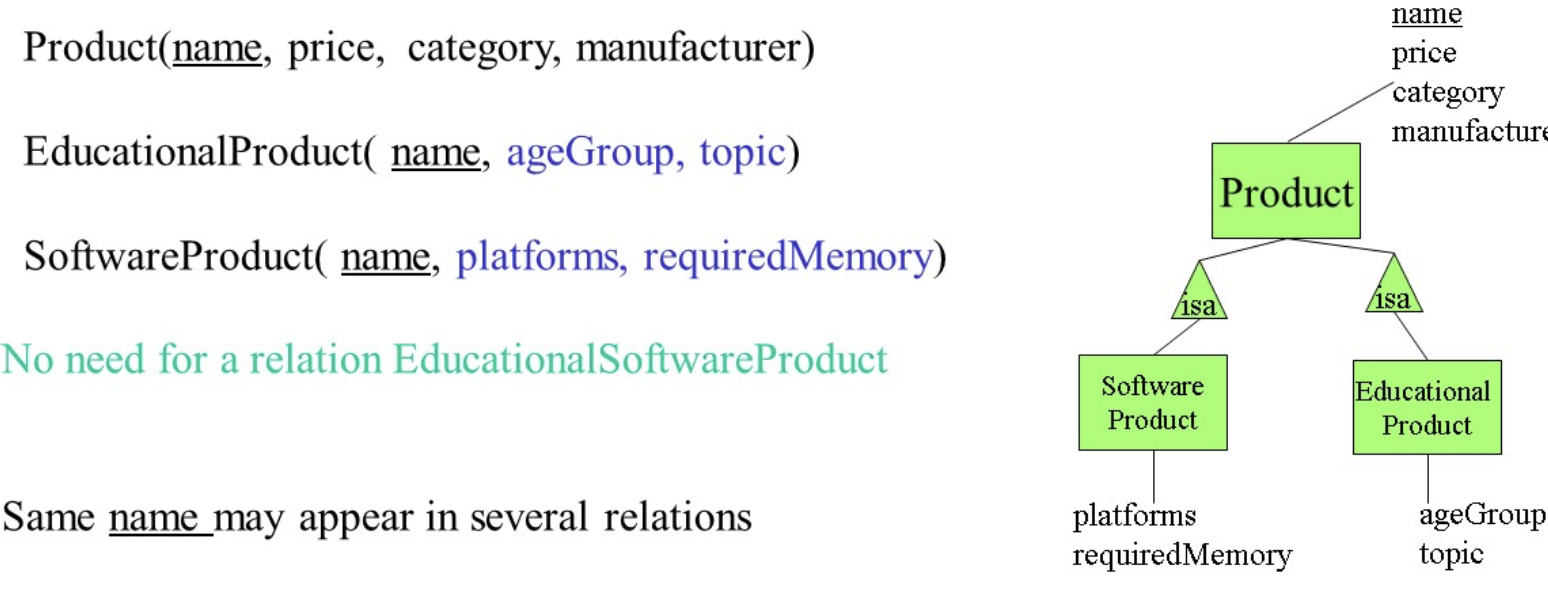 Product(name, price, category, manufacturer)
EducationalProduct( name, ageGroup, topic)
SoftwareProduct( name, platforms, requiredMemory)
No need for a relation EducationalSoftwareProduct
Same name may appear in several relations
name
price
category
manufacture
Product
isa
isa
Software
Product
Educational
Product
platforms
requiredMemory
ageGroup
topic